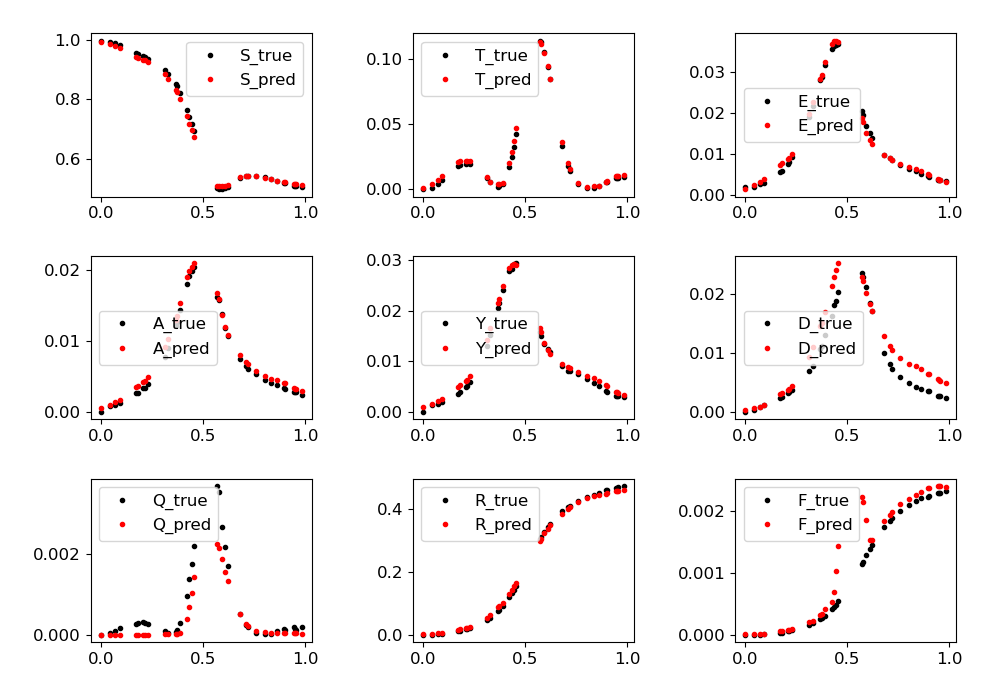 1.0
0.8
0.6
S_true
S_pred
0.0 0.5 1.0
0.10
0.05
0.00
T_true
T_pred
0.0 0.5 1.0
0.03
0.02
0.01
0.00
E_true
E_pred
0.0 0.5 1.0
0.02
0.01
0.00
A_true
A_pred
0.0 0.5 1.0
0.03
0.02
0.01
0.00
Y_true
Y_pred
0.0 0.5 1.0
0.02
0.01
0.00
D_true
D_pred
0.0 0.5 1.0
0.002
0.000
Q_true
Q_pred
0.0 0.5 1.0
0.4
0.2
0.0
R_true
R_pred
0.0 0.5 1.0
0.002
0.001
0.000
F_true
F_pred
0.0 0.5 1.0